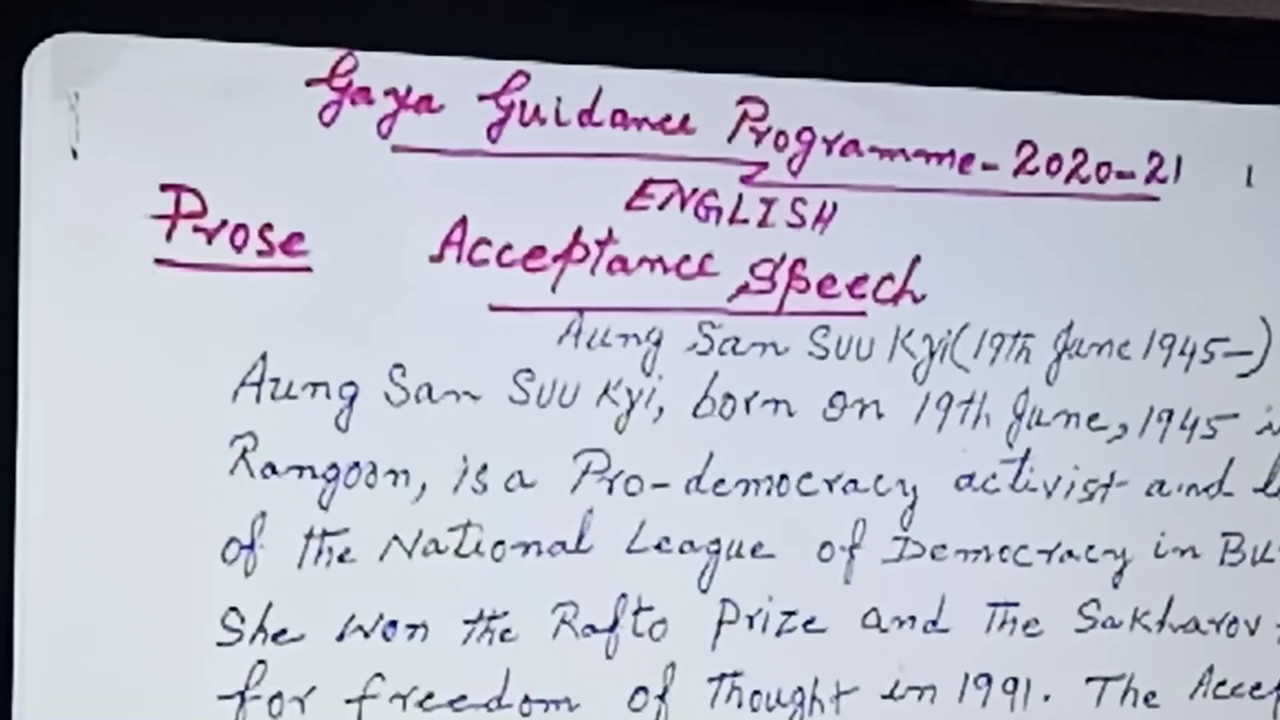 Gaya Guidance Programme-2020-21 1
ENGLISH
Prose Acceptance Speech
Aung San Suu Kyi (19th June 1945-)
Aung San Suu Kyi, born on 19th June, 1945
Rangoon, is a Pro-democracy activist and
of the National League of Democracy in
She won the Rafto Prize and The Sakharov
for freedom of Thought in 1991. The